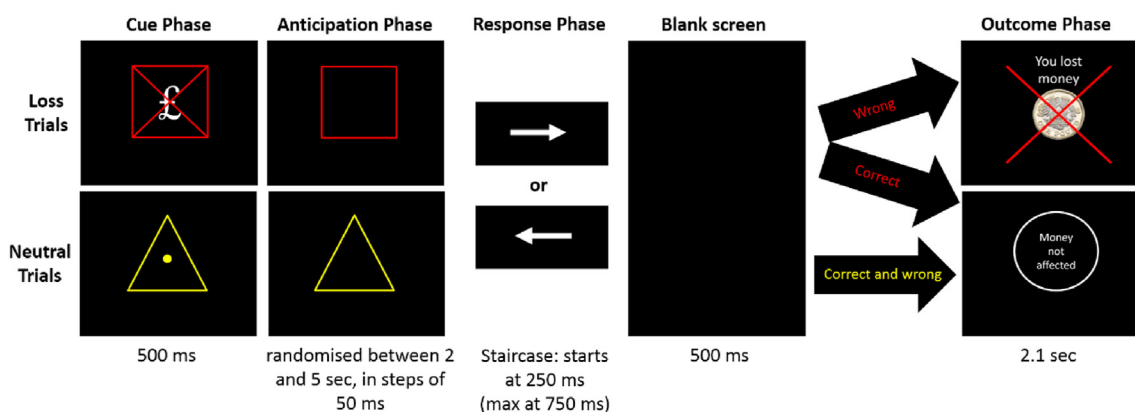 Cue Phase
Anticipation Phase
Response Phase
Blank screen
Outcome Phase
Loss
Trials
£
or
Wrong
Correct
You lost
money
Neutral
Trials
Correct and wrong
Money
not
affected
500 ms
randomised between 2
and 5 sec, in steps of
50 ms
Staircase: starts
at 250 ms
(max at 750 ms)
500 ms
2.1 sec